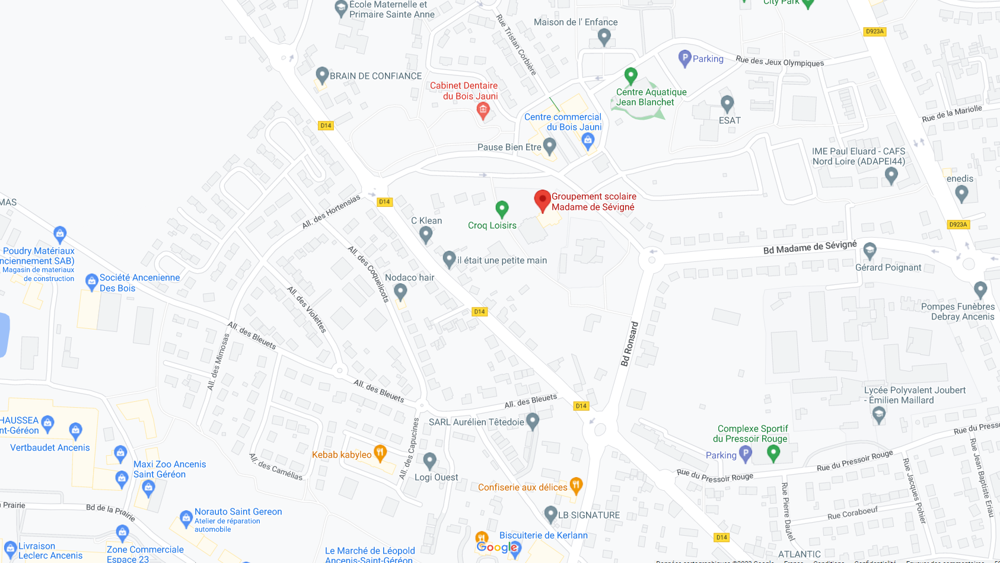 École Maternelle et
Primaire Sainte Anne
Maison de l' Enfance
City Park
D923A
Rue Tristan Corbière
Parking
Rue des Jeux Olympiques
BRAIN DE CONFIANCE
Cabinet Dentaire
du Bois Jauni
Centre Aquatique
Jean Blanchet
ESAT
Rue de la Mariolle
D14
Centre commercial
du Bois Jauni
Pause Bien Etre
IME Paul Eluard - CAFS
Nord Loire (ADAPEI44)
enedis
MAS
D14
All. des Hortensias
Groupement scolaire
Madame de Sévigné
C Klean
Croq Loisirs
D923A
Poudry Matériaux
nciennement SAB)
Magasin de materiaux
de construction
Société Ancenienne
Des Bois
All. des Coquelicots
il était une petite main
Bd Madame de Sévigné
Gérard Poignant
Nodaco hair
All. des Violettes
D14
Pompes Funèbres
Debray Ancenis
All. des Bleuets
All. des Mimosas
Bd Ronsard
All. des Bleuets
All. des Bleuets
D14
Lycée Polyvalent Joubert
- Émilien Maillard
HAUSSEA
nt-Géréon
Vertbaudet Ancenis
SARL Aurélien Têtedoie
Complexe Sportif
du Pressoir Rouge
Parking
Rue du Presso
Kebab kabyleo
All. des Capucines
Maxi Zoo Ancenis
Saint Géréon
All. des Camélias
Logi Ouest
Rue du Pressoir Rouge
Rue du Pressoir Rouge
Rue Jean Baptiste Eriau
Rue Jacques Pohier
Confiserie aux délices
Rue Pierre Dautel
Prairie
Bd de la Prairie
Norauto Saint Gereon
Atelier de réparation
automobile
LB SIGNATURE
Rue Coraboeuf
Livraison
Leclerc Ancenis
Zone Commerciale
Espace 23
Le Marché de Léopold
Ancenis-Saint-Géréon
Google
Biscuiterie de Kerlann
D14
ATLANTIC